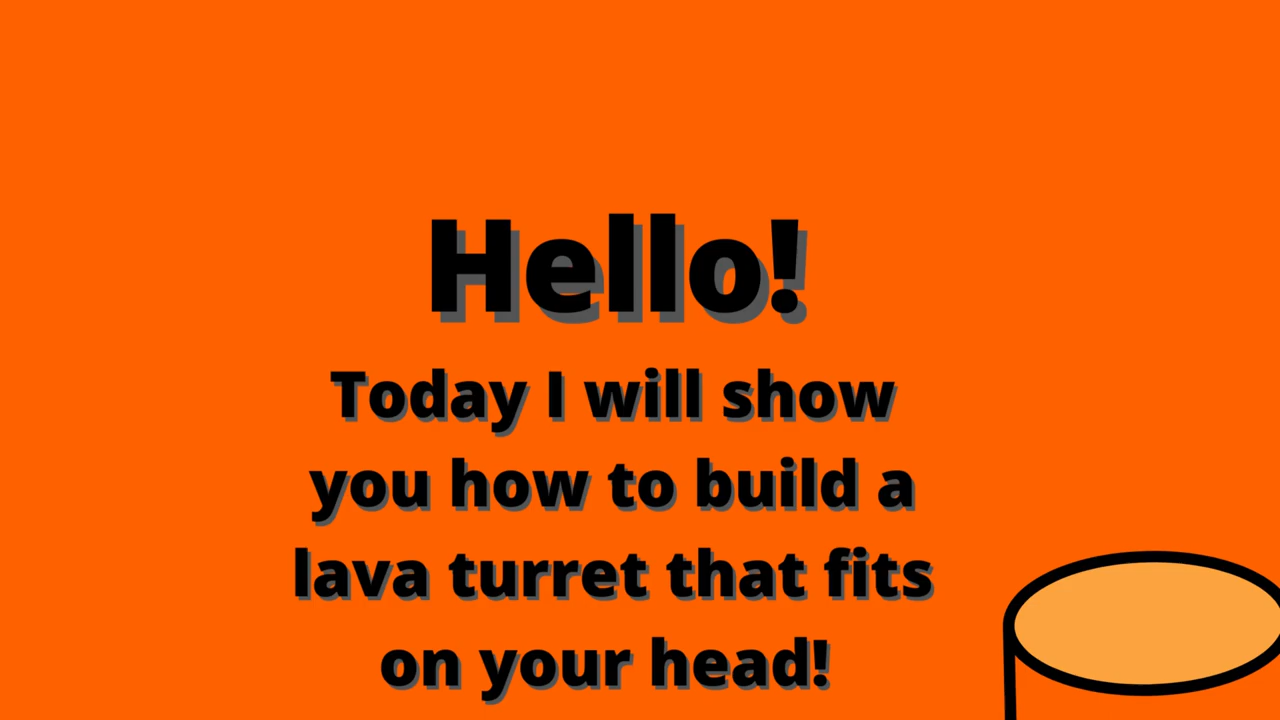 Hello!
Today I will show
you how to build a
lava turret that fits
on your head!